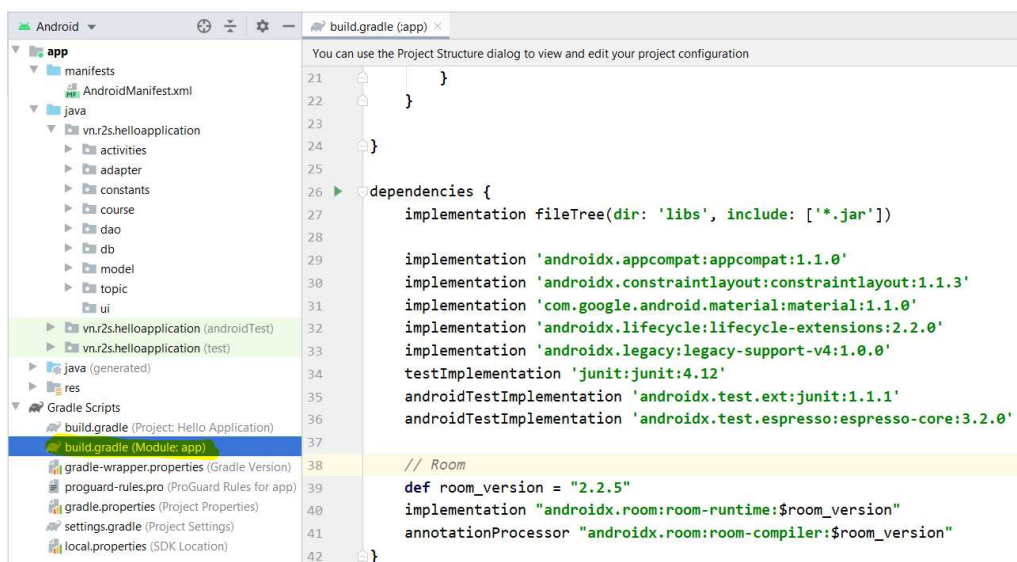 Android
app
manifests
AndroidManifest.xml
java
vn.r2s.helloapplication
activities
adapter
constants
course
dao
db
model
topic
ui
vn.r2s.helloapplication (androidTest)
vn.r2s.helloapplication (test)
java (generated)
res
Gradle Scripts
build.gradle (Project: Hello Application)
build.gradle (Module: app)
gradle-wrapper.properties (Gradle Version)
proguard-rules.pro (ProGuard Rules for app)
gradle.properties (Project Properties)
settings.gradle (Project Settings)
local.properties (SDK Location)
build.gradle (:app)
You can use the Project Structure dialog to view and edit your project configuration
21 }
22 }
23
24 }
25
26 dependencies {
27 implementation fileTree(dir: 'libs', include: ['*.jar'])
28
29 implementation 'androidx.appcompat:appcompat:1.1.0'
30 implementation 'androidx.constraintlayout:constraintlayout:1.1.3'
31 implementation 'com.google.android.material:material:1.1.0'
32 implementation 'androidx.lifecycle:lifecycle-extensions:2.2.0'
33 implementation 'androidx.legacy:legacy-support-v4:1.0.0'
34 testImplementation 'junit:junit:4.12'
35 androidTestImplementation 'androidx.test.ext:junit:1.1.1'
36 androidTestImplementation 'androidx.test.espresso:espresso-core:3.2.0'
37
38 // Room
39 def room_version = "2.2.5"
40 implementation "androidx.room:room-runtime:$room_version"
41 annotationProcessor "androidx.room:room-compiler:$room_version"
42 }